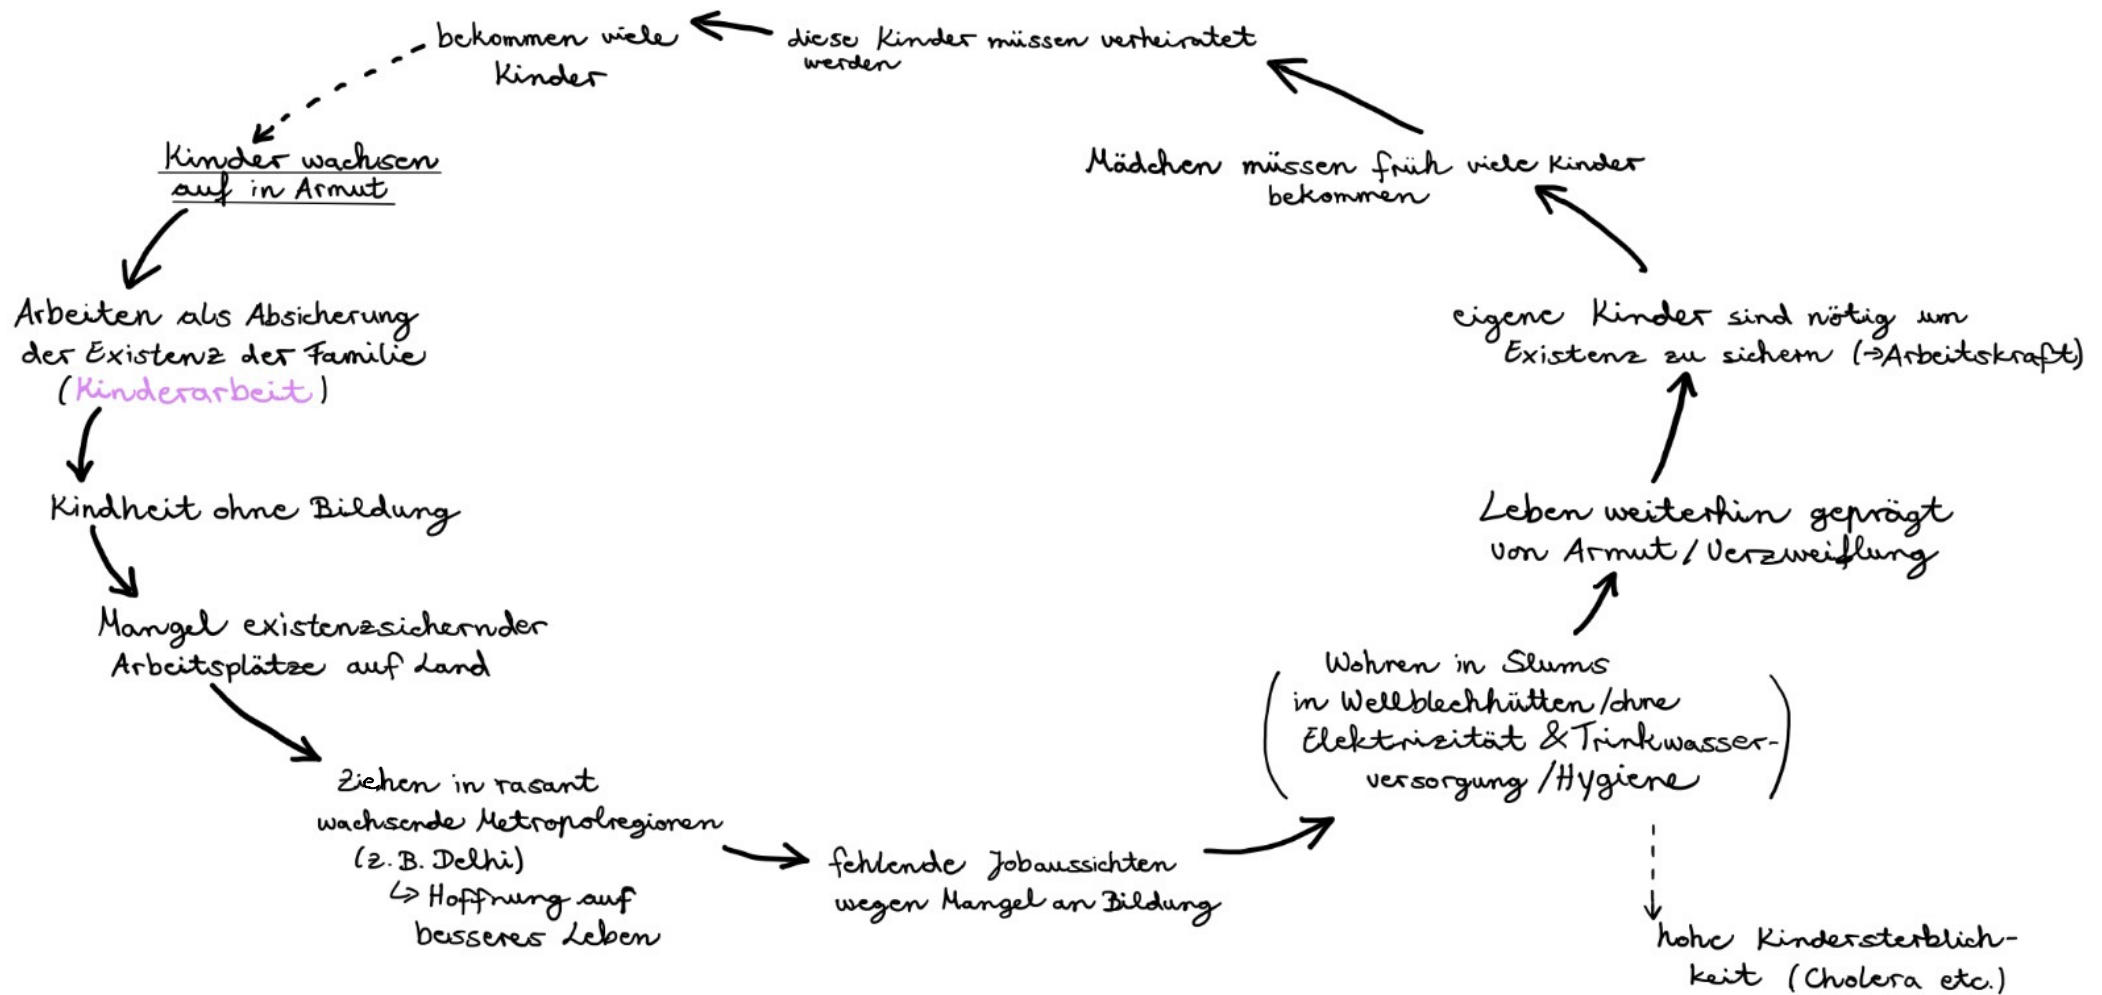 bekommen viele
Kinder
diese Kinder müssen verheiratet
werden
Mädchen müssen früh viele Kinder
bekommen
Kinder wachsen
auf in Armut
Arbeiten als Absicherung
der Existenz der Familie
(Kinderarbeit)
eigene Kinder sind nötig um
Existenz zu sichern (→Arbeitskraft)
Kindheit ohne Bildung
Leben weiterhin geprägt
von Armut/Verzweiflung
Mangel existenzsichernder
Arbeitsplätze auf Land
Wohnen in Slums
in Wellblechhütten/ohne
Elektrizität & Trinkwasser-
versorgung/Hygiene
Ziehen in rasant
wachsende Metropolregionen
(z.B. Delhi)
↳ Hoffnung auf
besseres Leben
fehlende Jobaussichten
wegen Mangel an Bildung
hohe Kindersterblich-
keit (Cholera etc.)